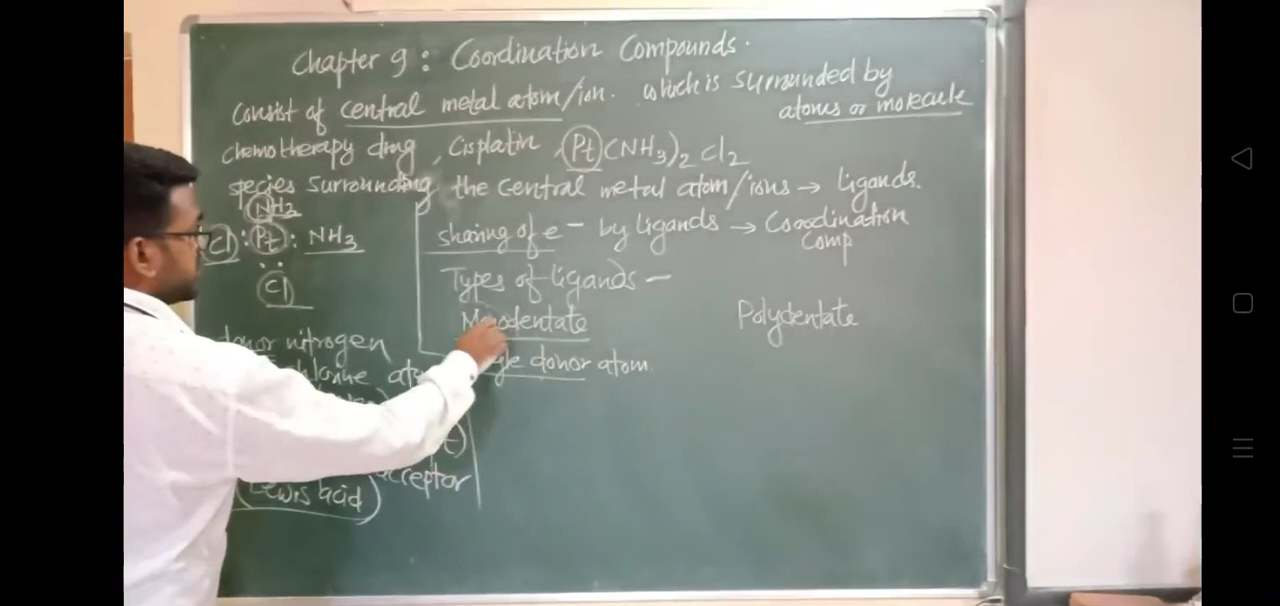 Chapter 9: Coordination Compounds.
Consist of central metal atom/ion. which is surrounded by
atoms or molecule
chemotherapy drug, Cisplatin Pt(NH3)2 Cl2
species surrounding the central metal atom/ions → ligands.
NH3
Cl : Pt : NH3
Cl
sharing of e- by ligands → Coordination
Comp
Types of ligands -
Monodentate
Polydentate
donor nitrogen
donor atom
acceptor
(Lewis acid)